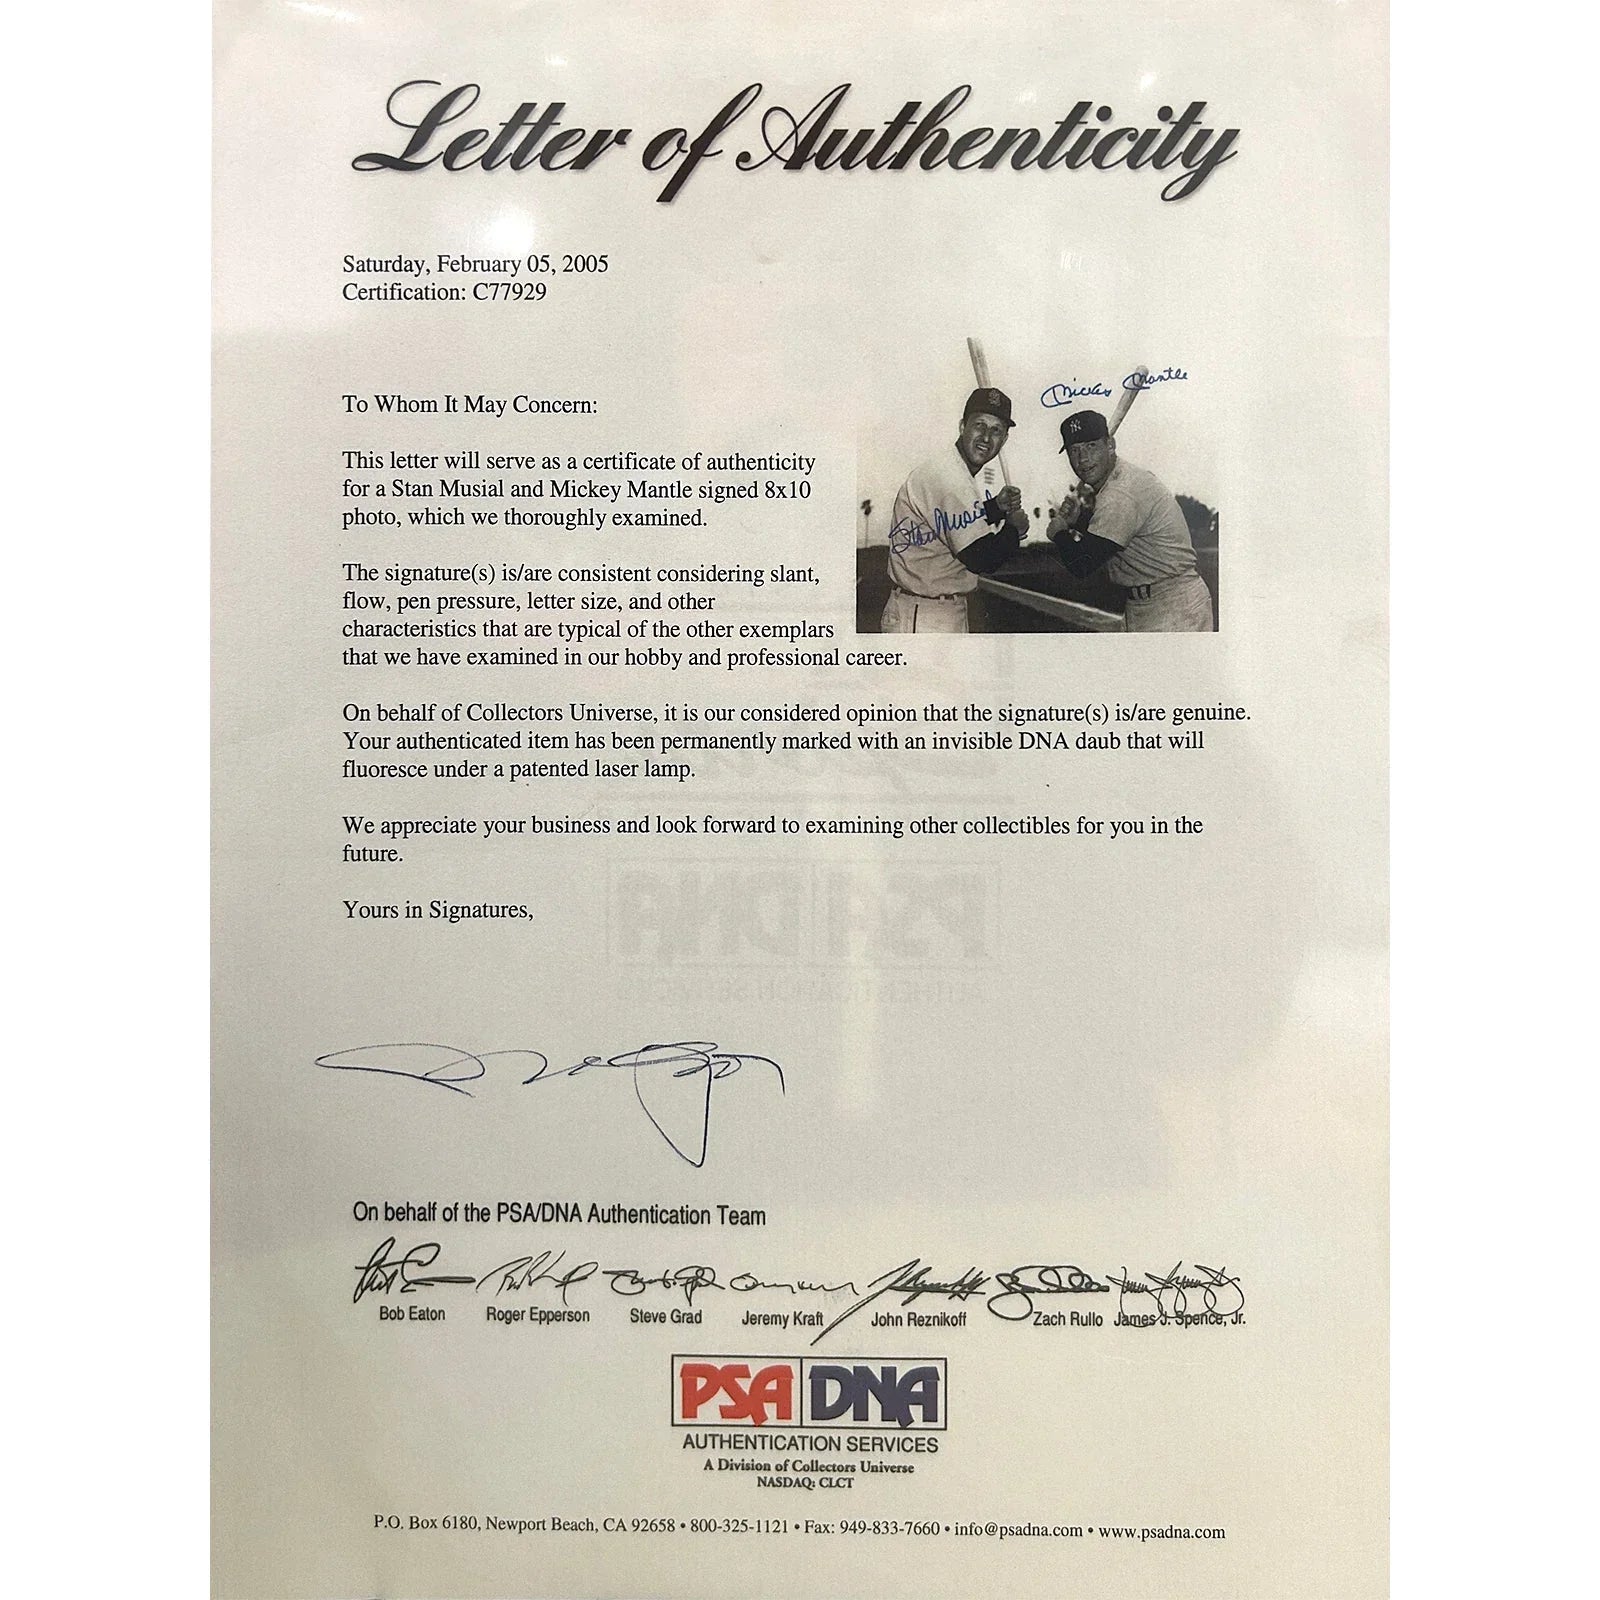 Letter of Authenticity
Saturday, February 05, 2005
Certification: C77929
To Whom It May Concern:
Mickey Mantle
This letter will serve as a certificate of authenticity
for a Stan Musial and Mickey Mantle signed 8x10
photo, which we thoroughly examined.
Stan Musial
The signature(s) is/are consistent considering slant,
flow, pen pressure, letter size, and other
characteristics that are typical of the other exemplars
that we have examined in our hobby and professional career.
On behalf of Collectors Universe, it is our considered opinion that the signature(s) is/are genuine.
Your authenticated item has been permanently marked with an invisible DNA daub that will
fluoresce under a patented laser lamp.
We appreciate your business and look forward to examining other collectibles for you in the
future.
Yours in Signatures,
On behalf of the PSA/DNA Authentication Team
Bob Eaton Roger Epperson Steve Grad Jeremy Kraft John Reznikoff Zach Rullo James J. Spence, Jr.
PSA DNA
AUTHENTICATION SERVICES
A Division of Collectors Universe
NASDAQ: CLCT
P.O. Box 6180, Newport Beach, CA 92658 • 800-325-1121 • Fax: 949-833-7660 • info@psadna.com • www.psadna.com